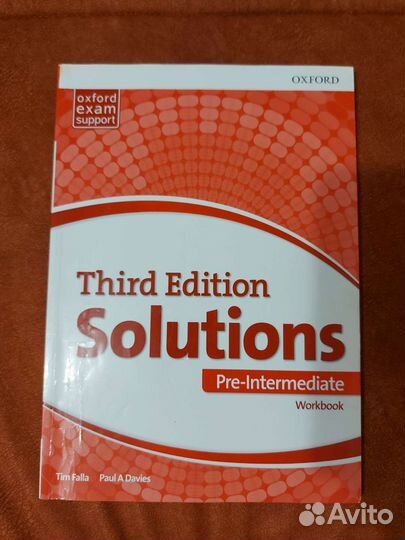 OXFORD
oxford
exam
support
Third Edition
Solutions
Pre-Intermediate
Workbook
Tim Falla Paul A Davies
Avito